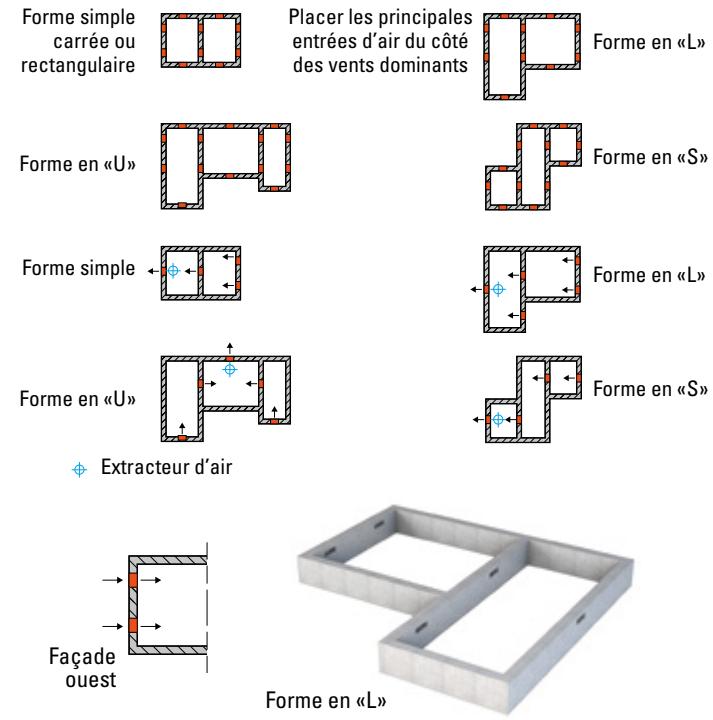 Forme simple
carrée ou
rectangulaire
Placer les principales
entrées d'air du côté
des vents dominants
Forme en «L»
Forme en «U»
Forme en «S»
Forme simple
Forme en «L»
Forme en «U»
Forme en «S»
Extracteur d'air
Façade
ouest
Forme en «L»